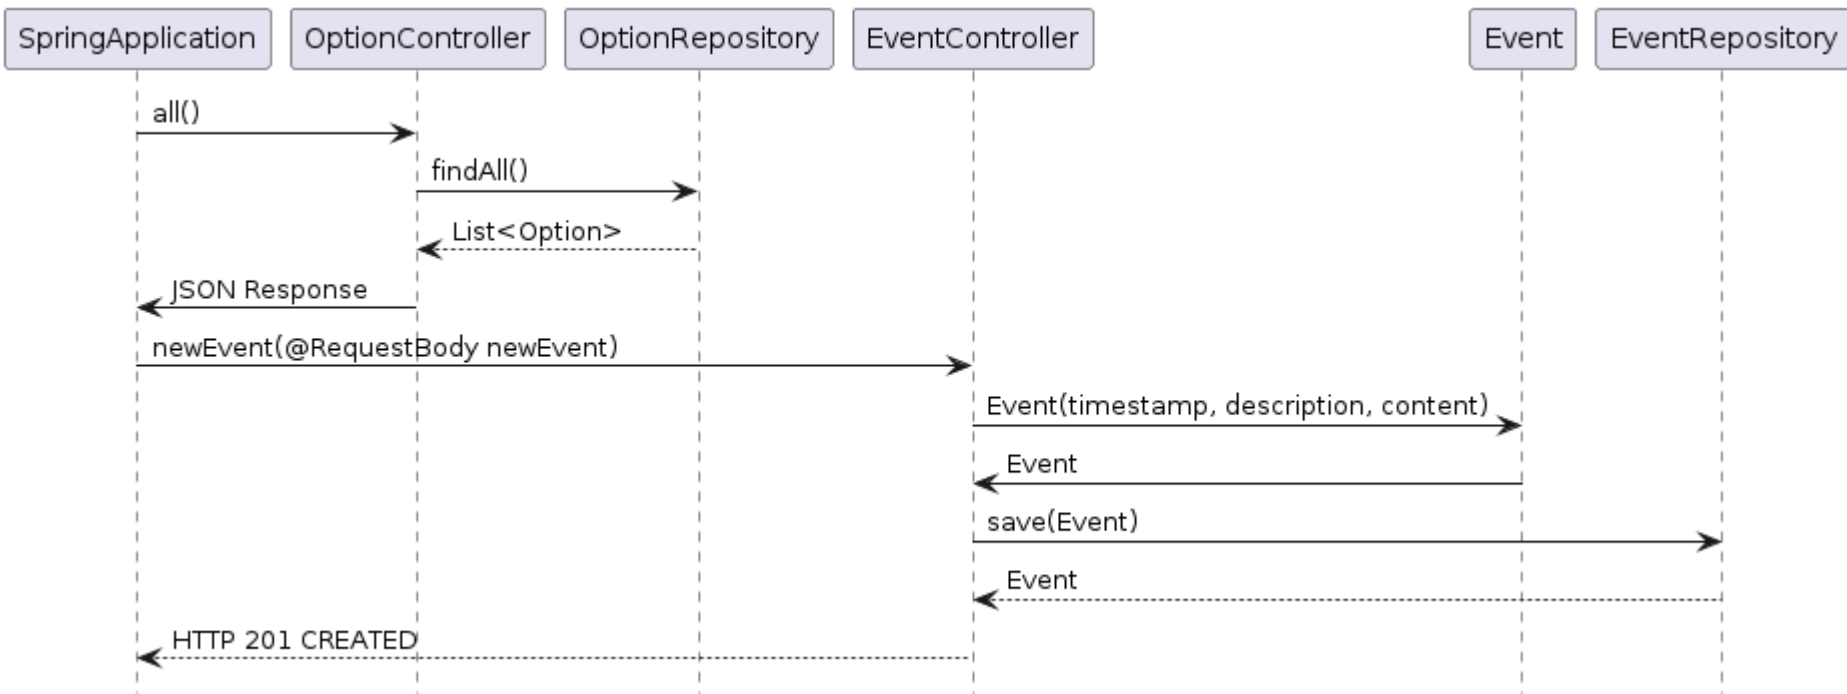 SpringApplication OptionController OptionRepository EventController Event EventRepository
all()
findAll()
List<Option>
JSON Response
newEvent(@RequestBody newEvent)
Event(timestamp, description, content)
Event
save(Event)
Event
HTTP 201 CREATED